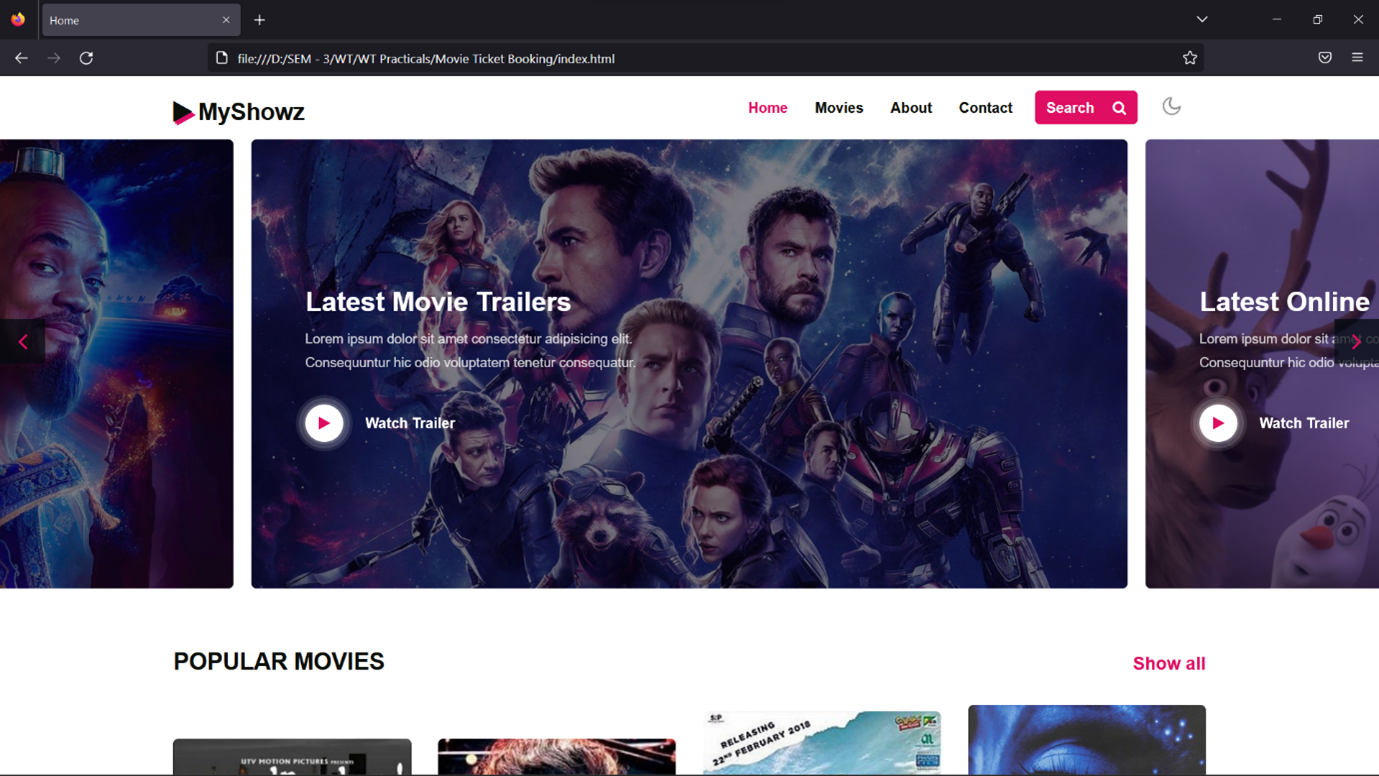 Home
file:///D:/SEM - 3/WT/WT Practicals/Movie Ticket Booking/index.html
MyShowz
Home Movies About Contact Search
Latest Movie Trailers
Lorem ipsum dolor sit amet consectetur adipisicing elit.
Consequuntur hic odio voluptatem tenetur consequatur.
Watch Trailer
Latest Online
Lorem ipsum dolor sit amet co
Consequuntur hic odio volupta
Watch Trailer
POPULAR MOVIES
Show all
UTV MOTION PICTURES PRESENTS
RELEASING
22ND FEBRUARY 2018